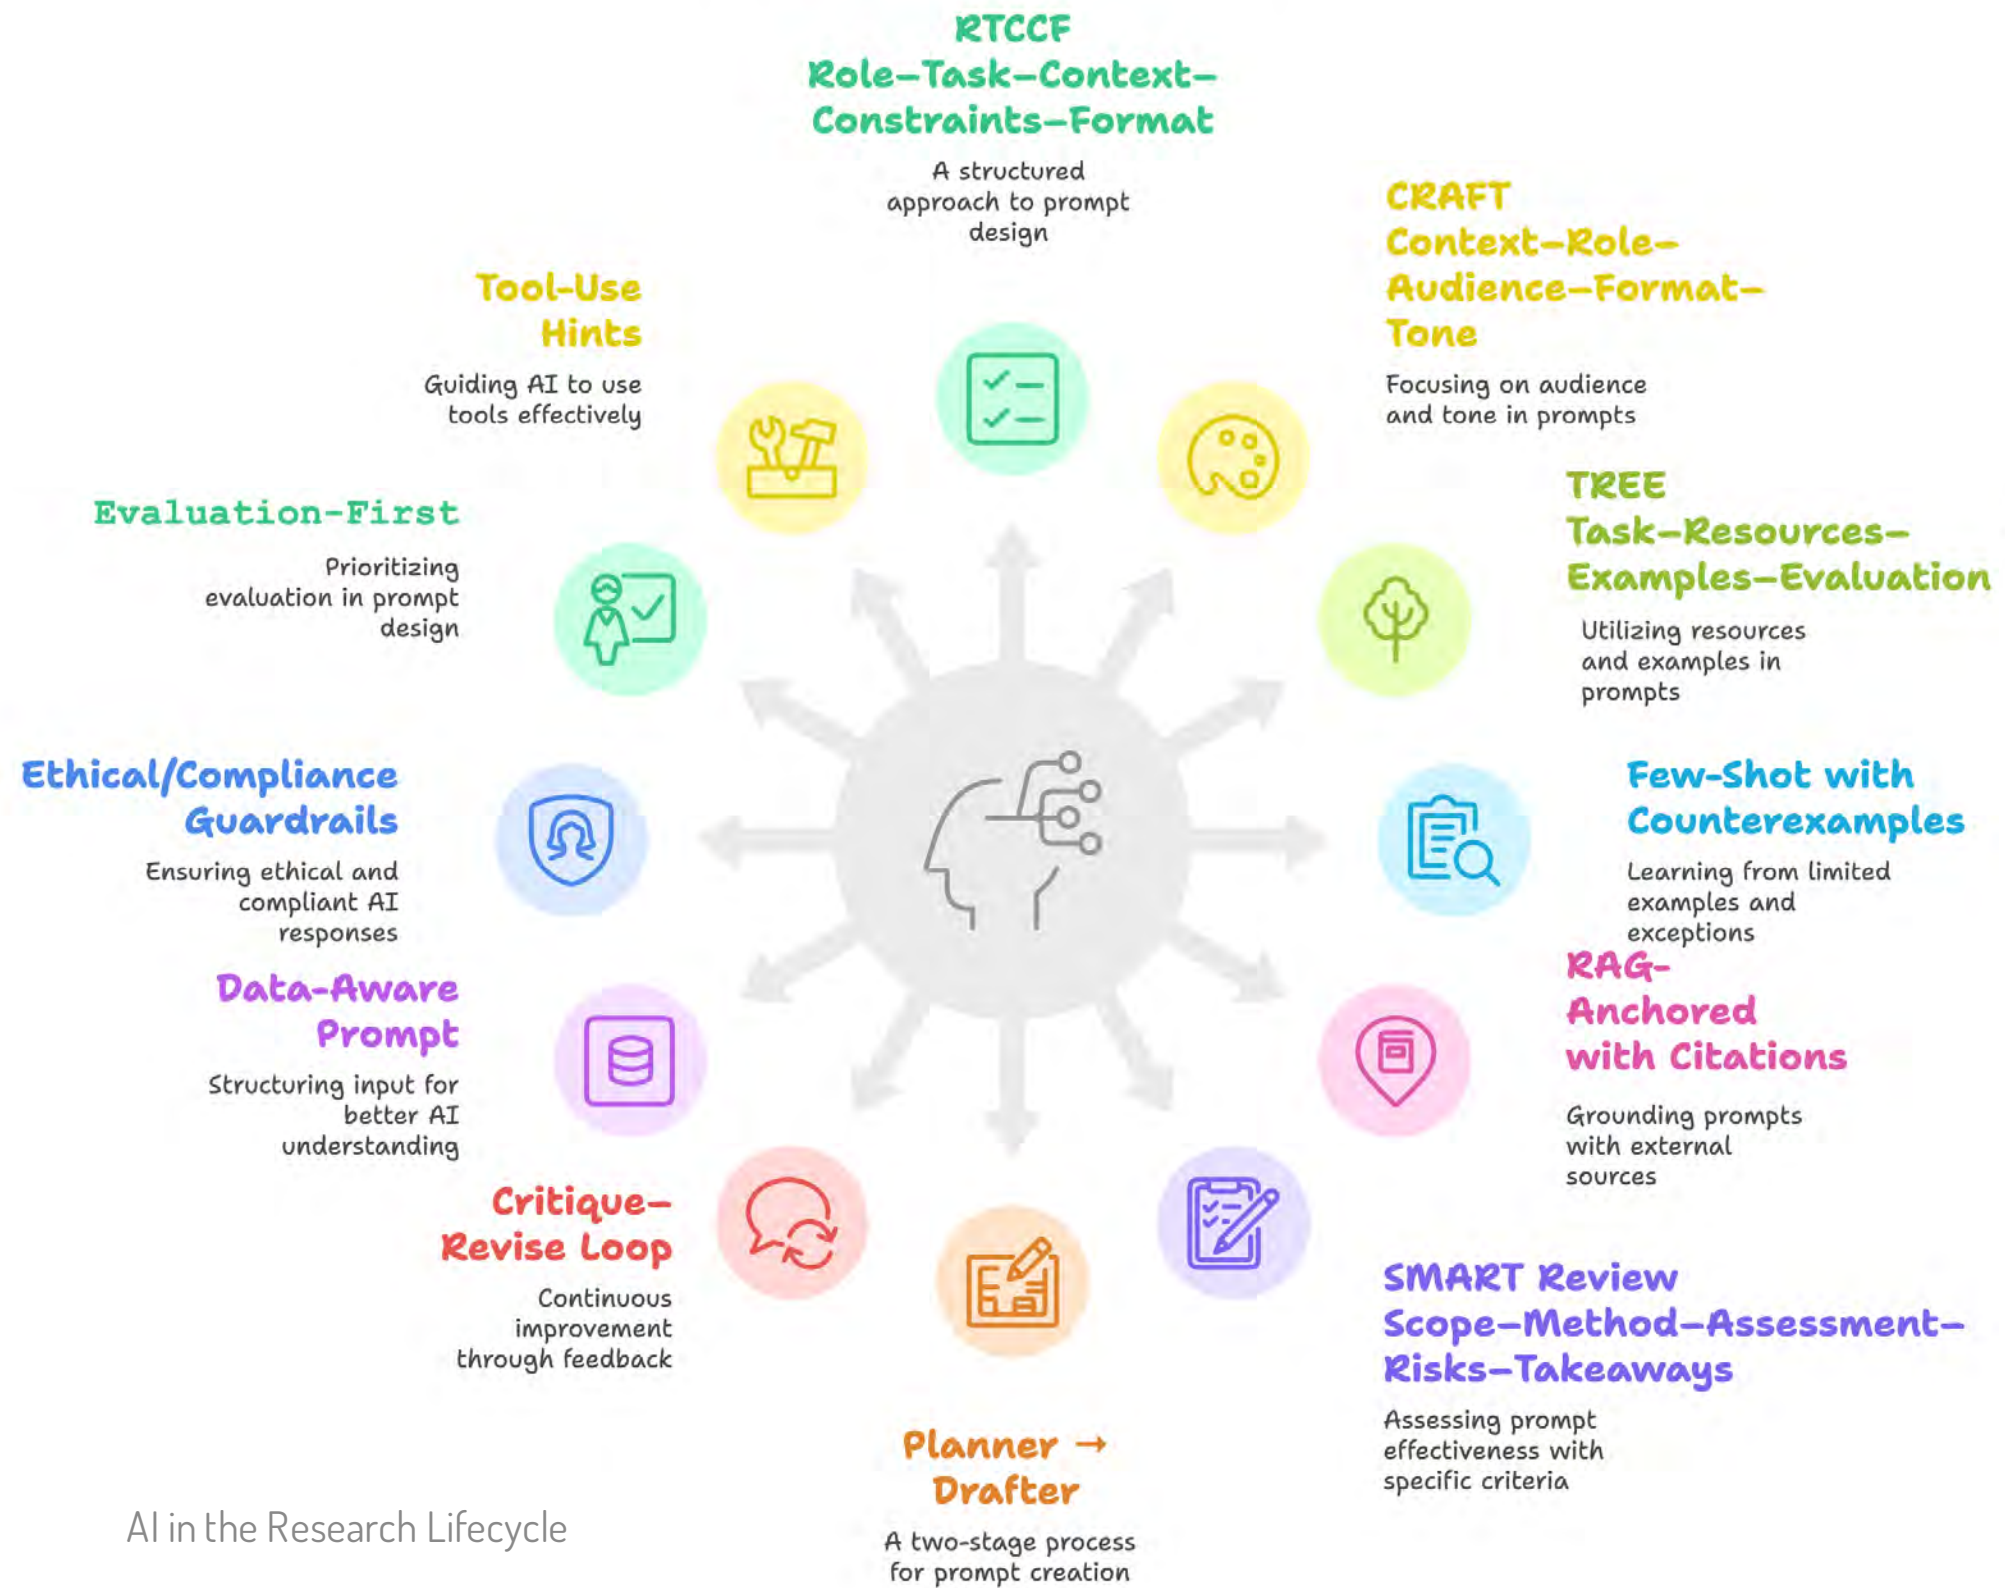 RTCCF
Role–Task–Context–
Constraints–Format
A structured
approach to prompt
design
CRAFT
Context–Role–
Audience–Format–
Tone
Focusing on audience
and tone in prompts
TREE
Task–Resources–
Examples–Evaluation
Utilizing resources
and examples in
prompts
Few-Shot with
Counterexamples
Learning from limited
examples and
exceptions
RAG-
Anchored
with Citations
Grounding prompts
with external
sources
SMART Review
Scope–Method–Assessment–
Risks–Takeaways
Assessing prompt
effectiveness with
specific criteria
Planner →
Drafter
A two-stage process
for prompt creation
Critique–
Revise Loop
Continuous
improvement
through feedback
Data-Aware
Prompt
Structuring input for
better AI
understanding
Ethical/Compliance
Guardrails
Ensuring ethical and
compliant AI
responses
Evaluation-First
Prioritizing
evaluation in prompt
design
Tool-Use
Hints
Guiding AI to use
tools effectively
AI in the Research Lifecycle